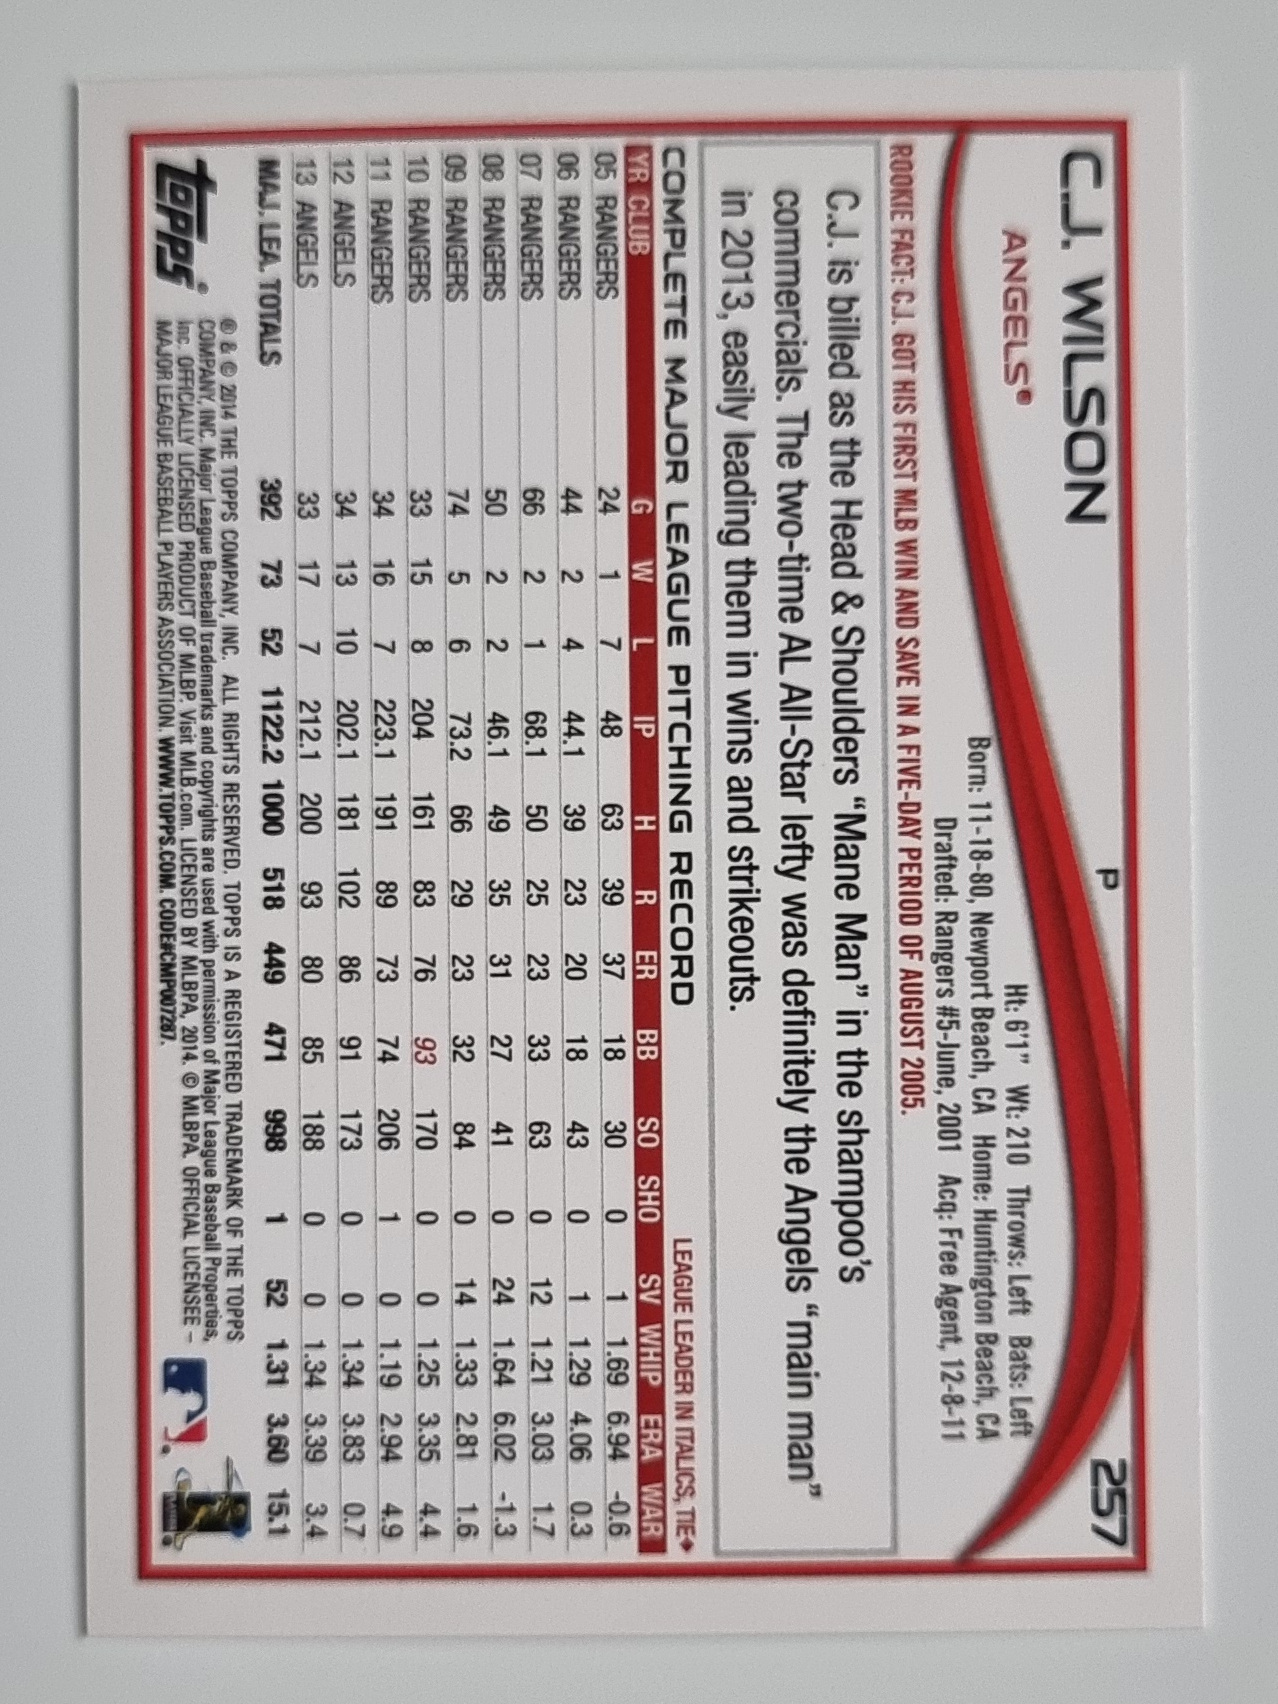 C.J. WILSON P 257
ANGELS®
Ht: 6'1" Wt: 210 Throws: Left Bats: Left
Born: 11-18-80, Newport Beach, CA Home: Huntington Beach, CA
Drafted: Rangers #5-June, 2001 Acq: Free Agent, 12-8-11
ROOKIE FACT: C.J. GOT HIS FIRST MLB WIN AND SAVE IN A FIVE-DAY PERIOD OF AUGUST 2005.
C.J. is billed as the Head & Shoulders “Mane Man” in the shampoo's
commercials. The two-time AL All-Star lefty was definitely the Angels “main man”
in 2013, easily leading them in wins and strikeouts.
COMPLETE MAJOR LEAGUE PITCHING RECORD LEAGUE LEADER IN ITALICS, TIE♦
YR CLUB G W L IP H R ER BB SO SHO SV WHIP ERA WAR
05 RANGERS 24 1 7 48 63 39 37 18 30 0 1 1.69 6.94 -0.6
06 RANGERS 44 2 4 44.1 39 23 20 18 43 0 1 1.29 4.06 0.3
07 RANGERS 66 2 1 68.1 50 25 23 33 63 0 12 1.21 3.03 1.7
08 RANGERS 50 2 2 46.1 49 35 31 27 41 0 24 1.64 6.02 -1.3
09 RANGERS 74 5 6 73.2 66 29 23 32 84 0 14 1.33 2.81 1.6
10 RANGERS 33 15 8 204 161 83 76 93 170 0 0 1.25 3.35 4.4
11 RANGERS 34 16 7 223.1 191 89 73 74 206 1 0 1.19 2.94 4.9
12 ANGELS 34 13 10 202.1 181 102 86 91 173 0 0 1.34 3.83 0.7
13 ANGELS 33 17 7 212.1 200 93 80 85 188 0 0 1.34 3.39 3.4
MAJ. LEA. TOTALS 392 73 52 1122.2 1000 518 449 471 998 1 52 1.31 3.60 15.1
topps®
® & © 2014 THE TOPPS COMPANY, INC. ALL RIGHTS RESERVED. TOPPS IS A REGISTERED TRADEMARK OF THE TOPPS
COMPANY, INC. Major League Baseball trademarks and copyrights are used with permission of Major League Baseball Properties,
Inc. OFFICIALLY LICENSED PRODUCT OF MLBP. Visit MLB.com. LICENSED BY MLBPA, 2014. © MLBPA. OFFICIAL LICENSEE –
MAJOR LEAGUE BASEBALL PLAYERS ASSOCIATION. WWW.TOPPS.COM. CODE#CMP007287.